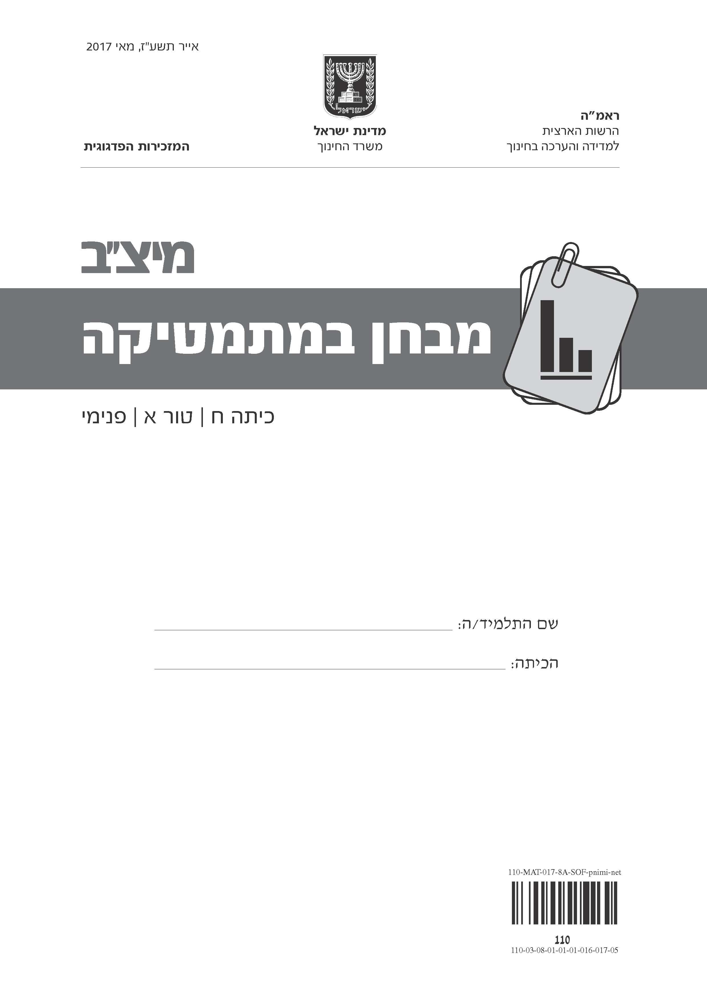 אייר תשע"ז, מאי 2017
ישראל
ראמ"ה
הרשות הארצית
למדידה והערכה בחינוך
מדינת ישראל
משרד החינוך
המזכירות הפדגוגית
מיצ"ב
מבחן במתמטיקה
כיתה ח | טור א | פנימי
שם התלמיד/ה:
הכיתה:
110-MAT-017-8A-SOF-pnimi-net
110
110-03-08-01-01-01-016-017-05